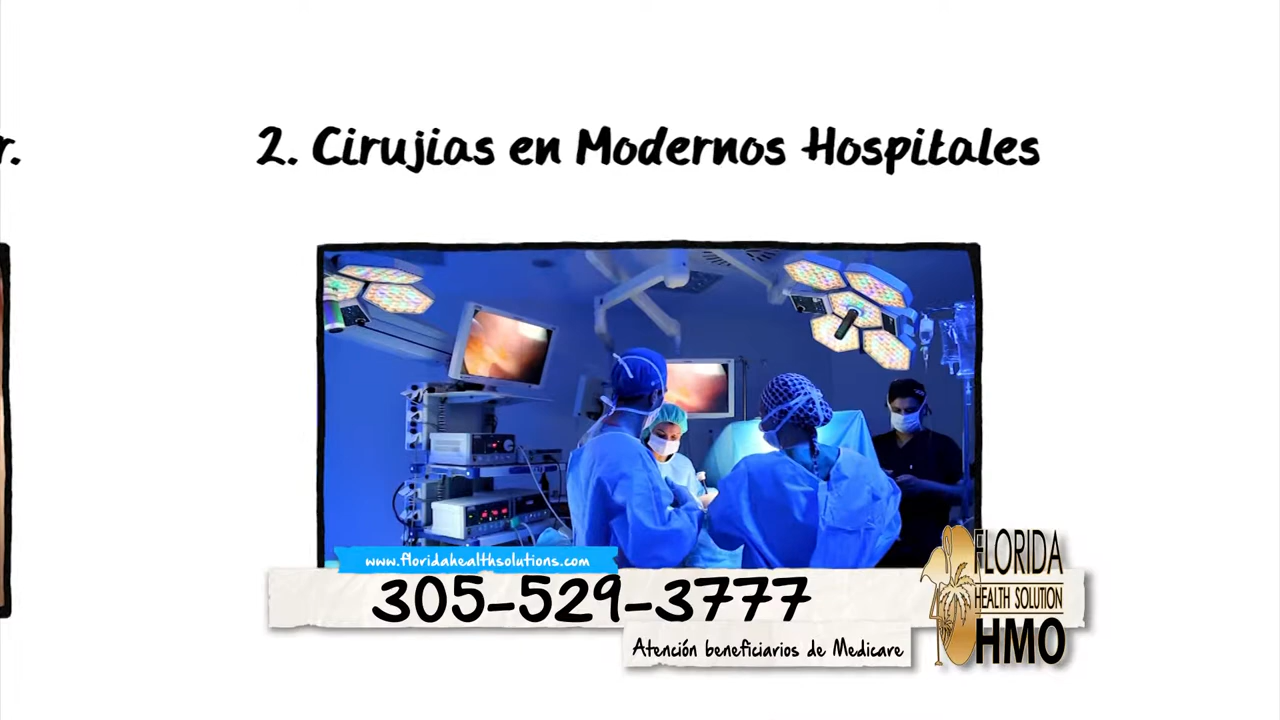 r.
2. Cirujias en Modernos Hospitales
www.floridahealthsolutions.com
305-529-3777
Atención beneficiarios de Medicare
FLORIDA
HEALTH SOLUTION
HMO